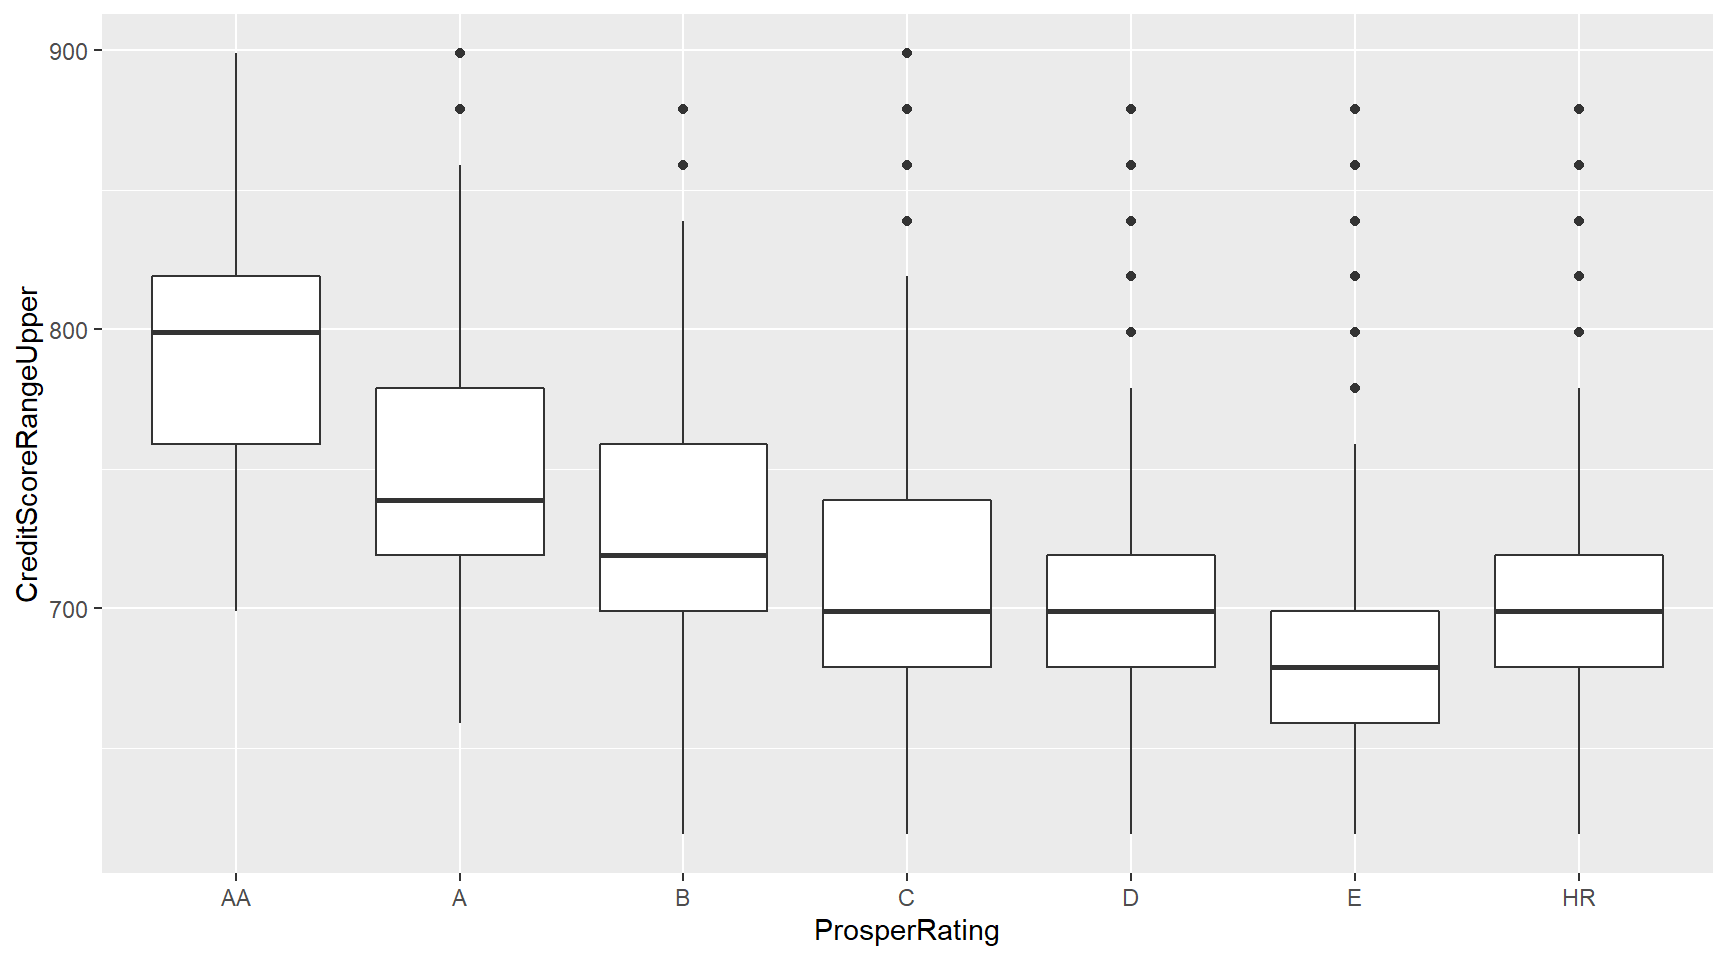 CreditScoreRangeUpper
900
800
700
AA A B C D E HR
ProsperRating